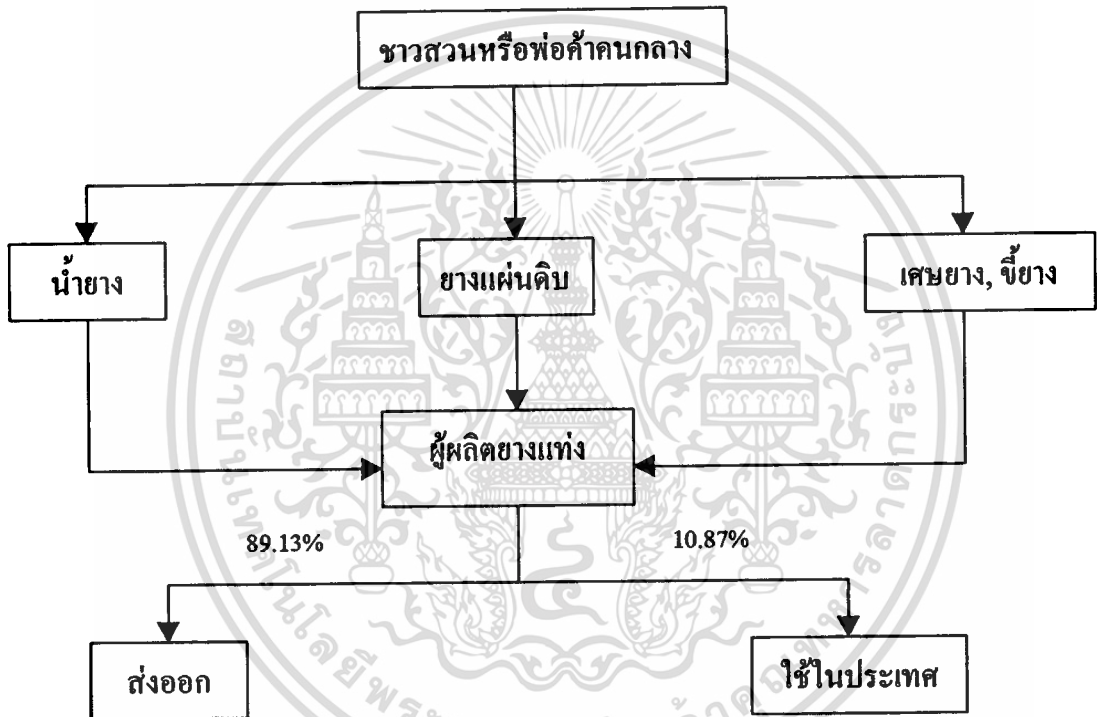 ชาวสวนหรือพ่อค้าคนกลาง
น้ำยาง
ยางแผ่นดิบ
เศษยาง, ขี้ยาง
ผู้ผลิตยางแท่ง
89.13%
10.87%
ส่งออก
ใช้ในประเทศ